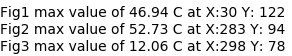 Fig1 max value of 46.94 C at X:30 Y: 122
Fig2 max value of 52.73 C at X:283 Y: 94
Fig3 max value of 12.06 C at X:298 Y: 78